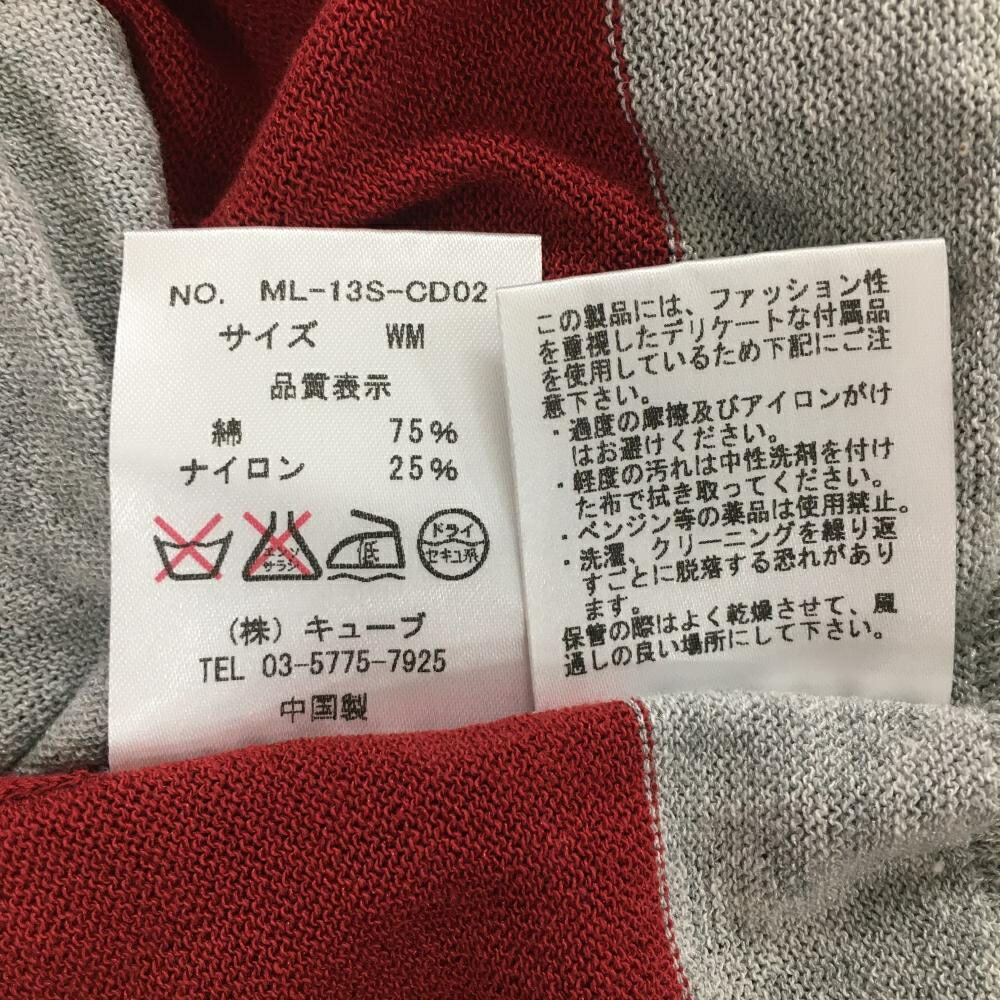 NO. ML-13S-CD02
サイズ WM
品質表示
綿 75%
ナイロン 25%
エンソ
サラシ
低
ドライ
セキユ系
(株)キューブ
TEL 03-5775-7925
中国製
この製品には、ファッション性
を重視したデリケートな付属品
を使用しているため下記にご注
意下さい。
・過度の摩擦及びアイロンがけ
はお避けください。
・軽度の汚れは中性洗剤を付け
た布で拭き取ってください。
・ベンジン等の薬品は使用禁止。
・洗濯、クリーニングを繰り返
すごとに脱落する恐れがあり
ます。
保管の際はよく乾燥させて、風
通しの良い場所にして下さい。